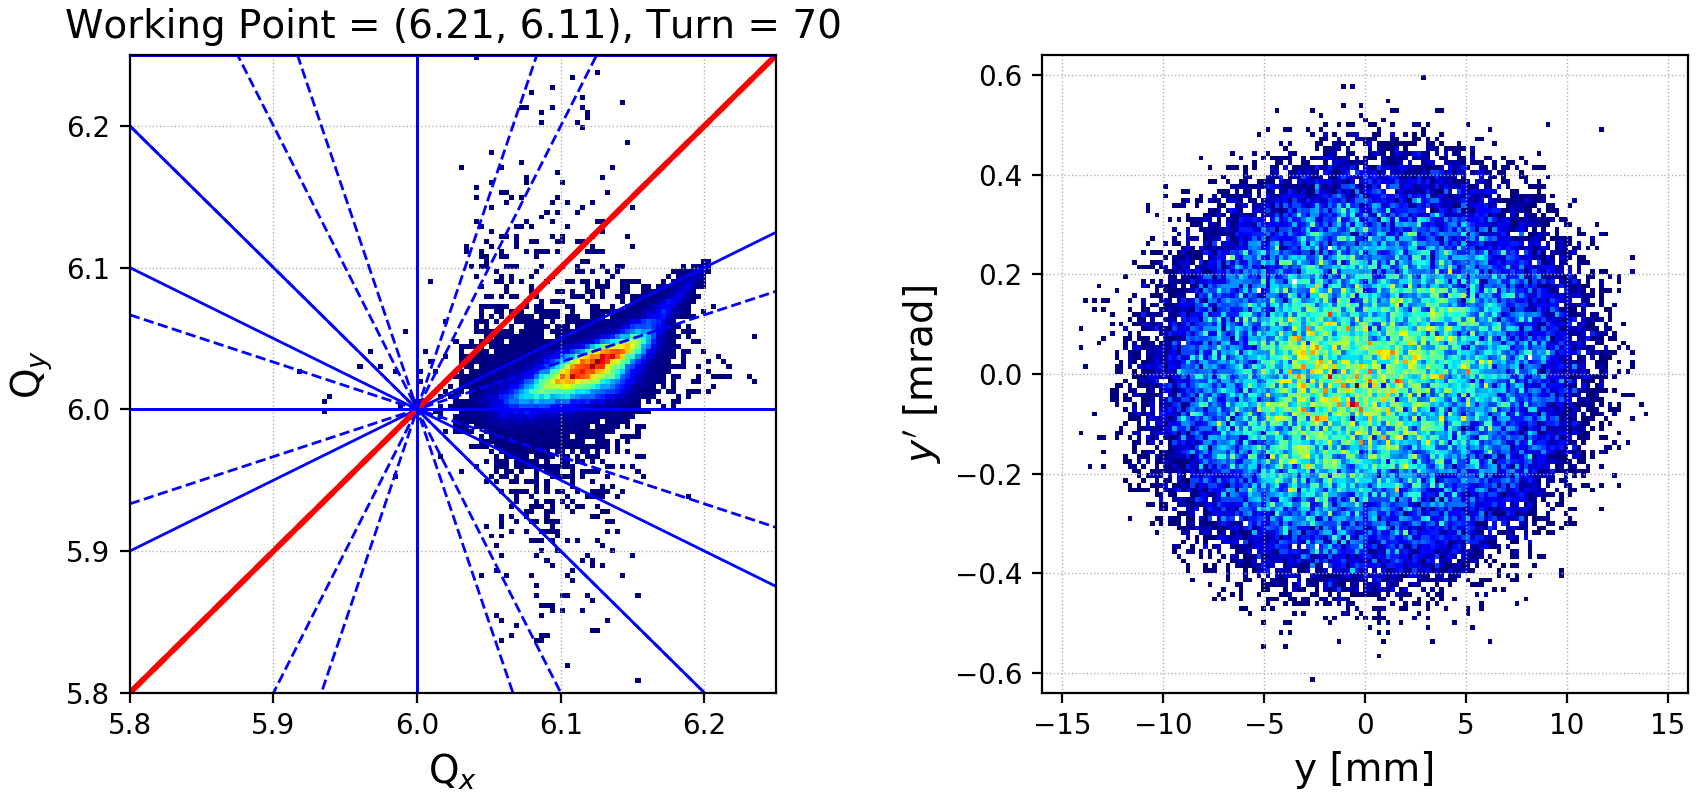 Working Point = (6.21, 6.11), Turn = 70
6.2
6.1
6.0
5.9
5.8
Q_y
5.8 5.9 6.0 6.1 6.2
Q_x
0.6
0.4
0.2
0.0
−0.2
−0.4
−0.6
y′ [mrad]
−15 −10 −5 0 5 10 15
y [mm]